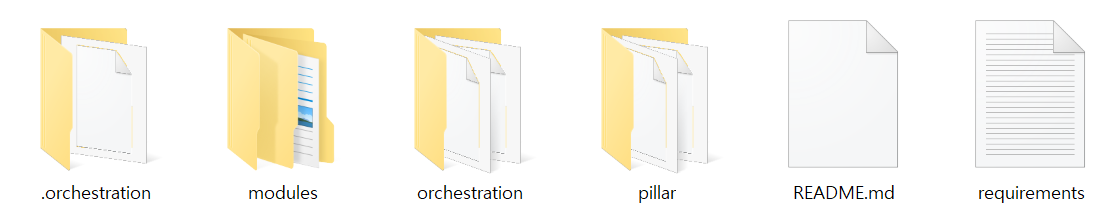 .orchestration
modules
orchestration
pillar
README.md
requirements